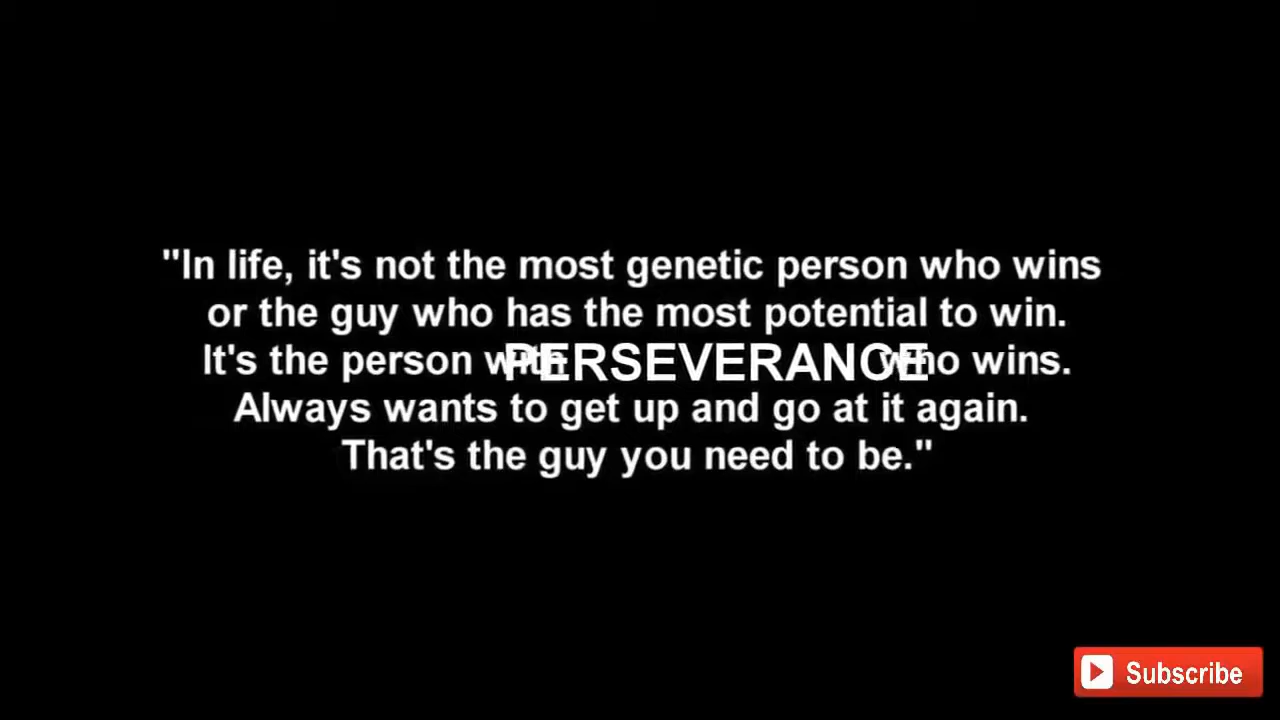 "In life, it's not the most genetic person who wins
or the guy who has the most potential to win.
It's the person with PERSEVERANCE who wins.
Always wants to get up and go at it again.
That's the guy you need to be."
Subscribe